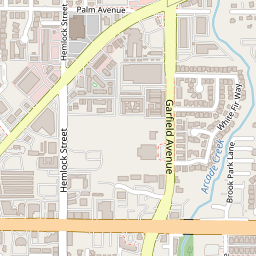 Palm Avenue
Hemlock Street
Garfield Avenue
White Fir Way
Arcade Creek
Brook Park Lane
Hemlock Street